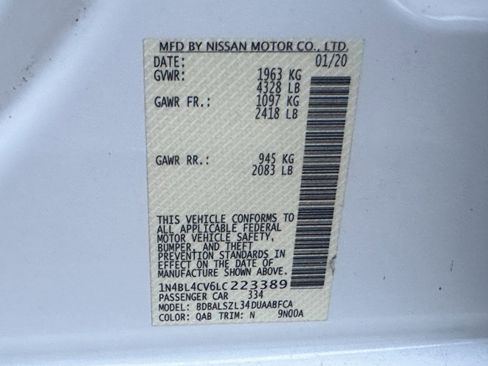 MFD BY NISSAN MOTOR CO., LTD.
DATE: 01/20
GVWR: 1963 KG
4328 LB
GAWR FR.: 1097 KG
2418 LB
GAWR RR.: 945 KG
2083 LB
THIS VEHICLE CONFORMS TO
ALL APPLICABLE FEDERAL
MOTOR VEHICLE SAFETY,
BUMPER, AND THEFT
PREVENTION STANDARDS IN
EFFECT ON THE DATE OF
MANUFACTURE SHOWN ABOVE.
1N4BL4CV6LC223389
PASSENGER CAR 334
MODEL: BDBALSZL34DUAABFCA
COLOR: QAB TRIM: N 9N00A